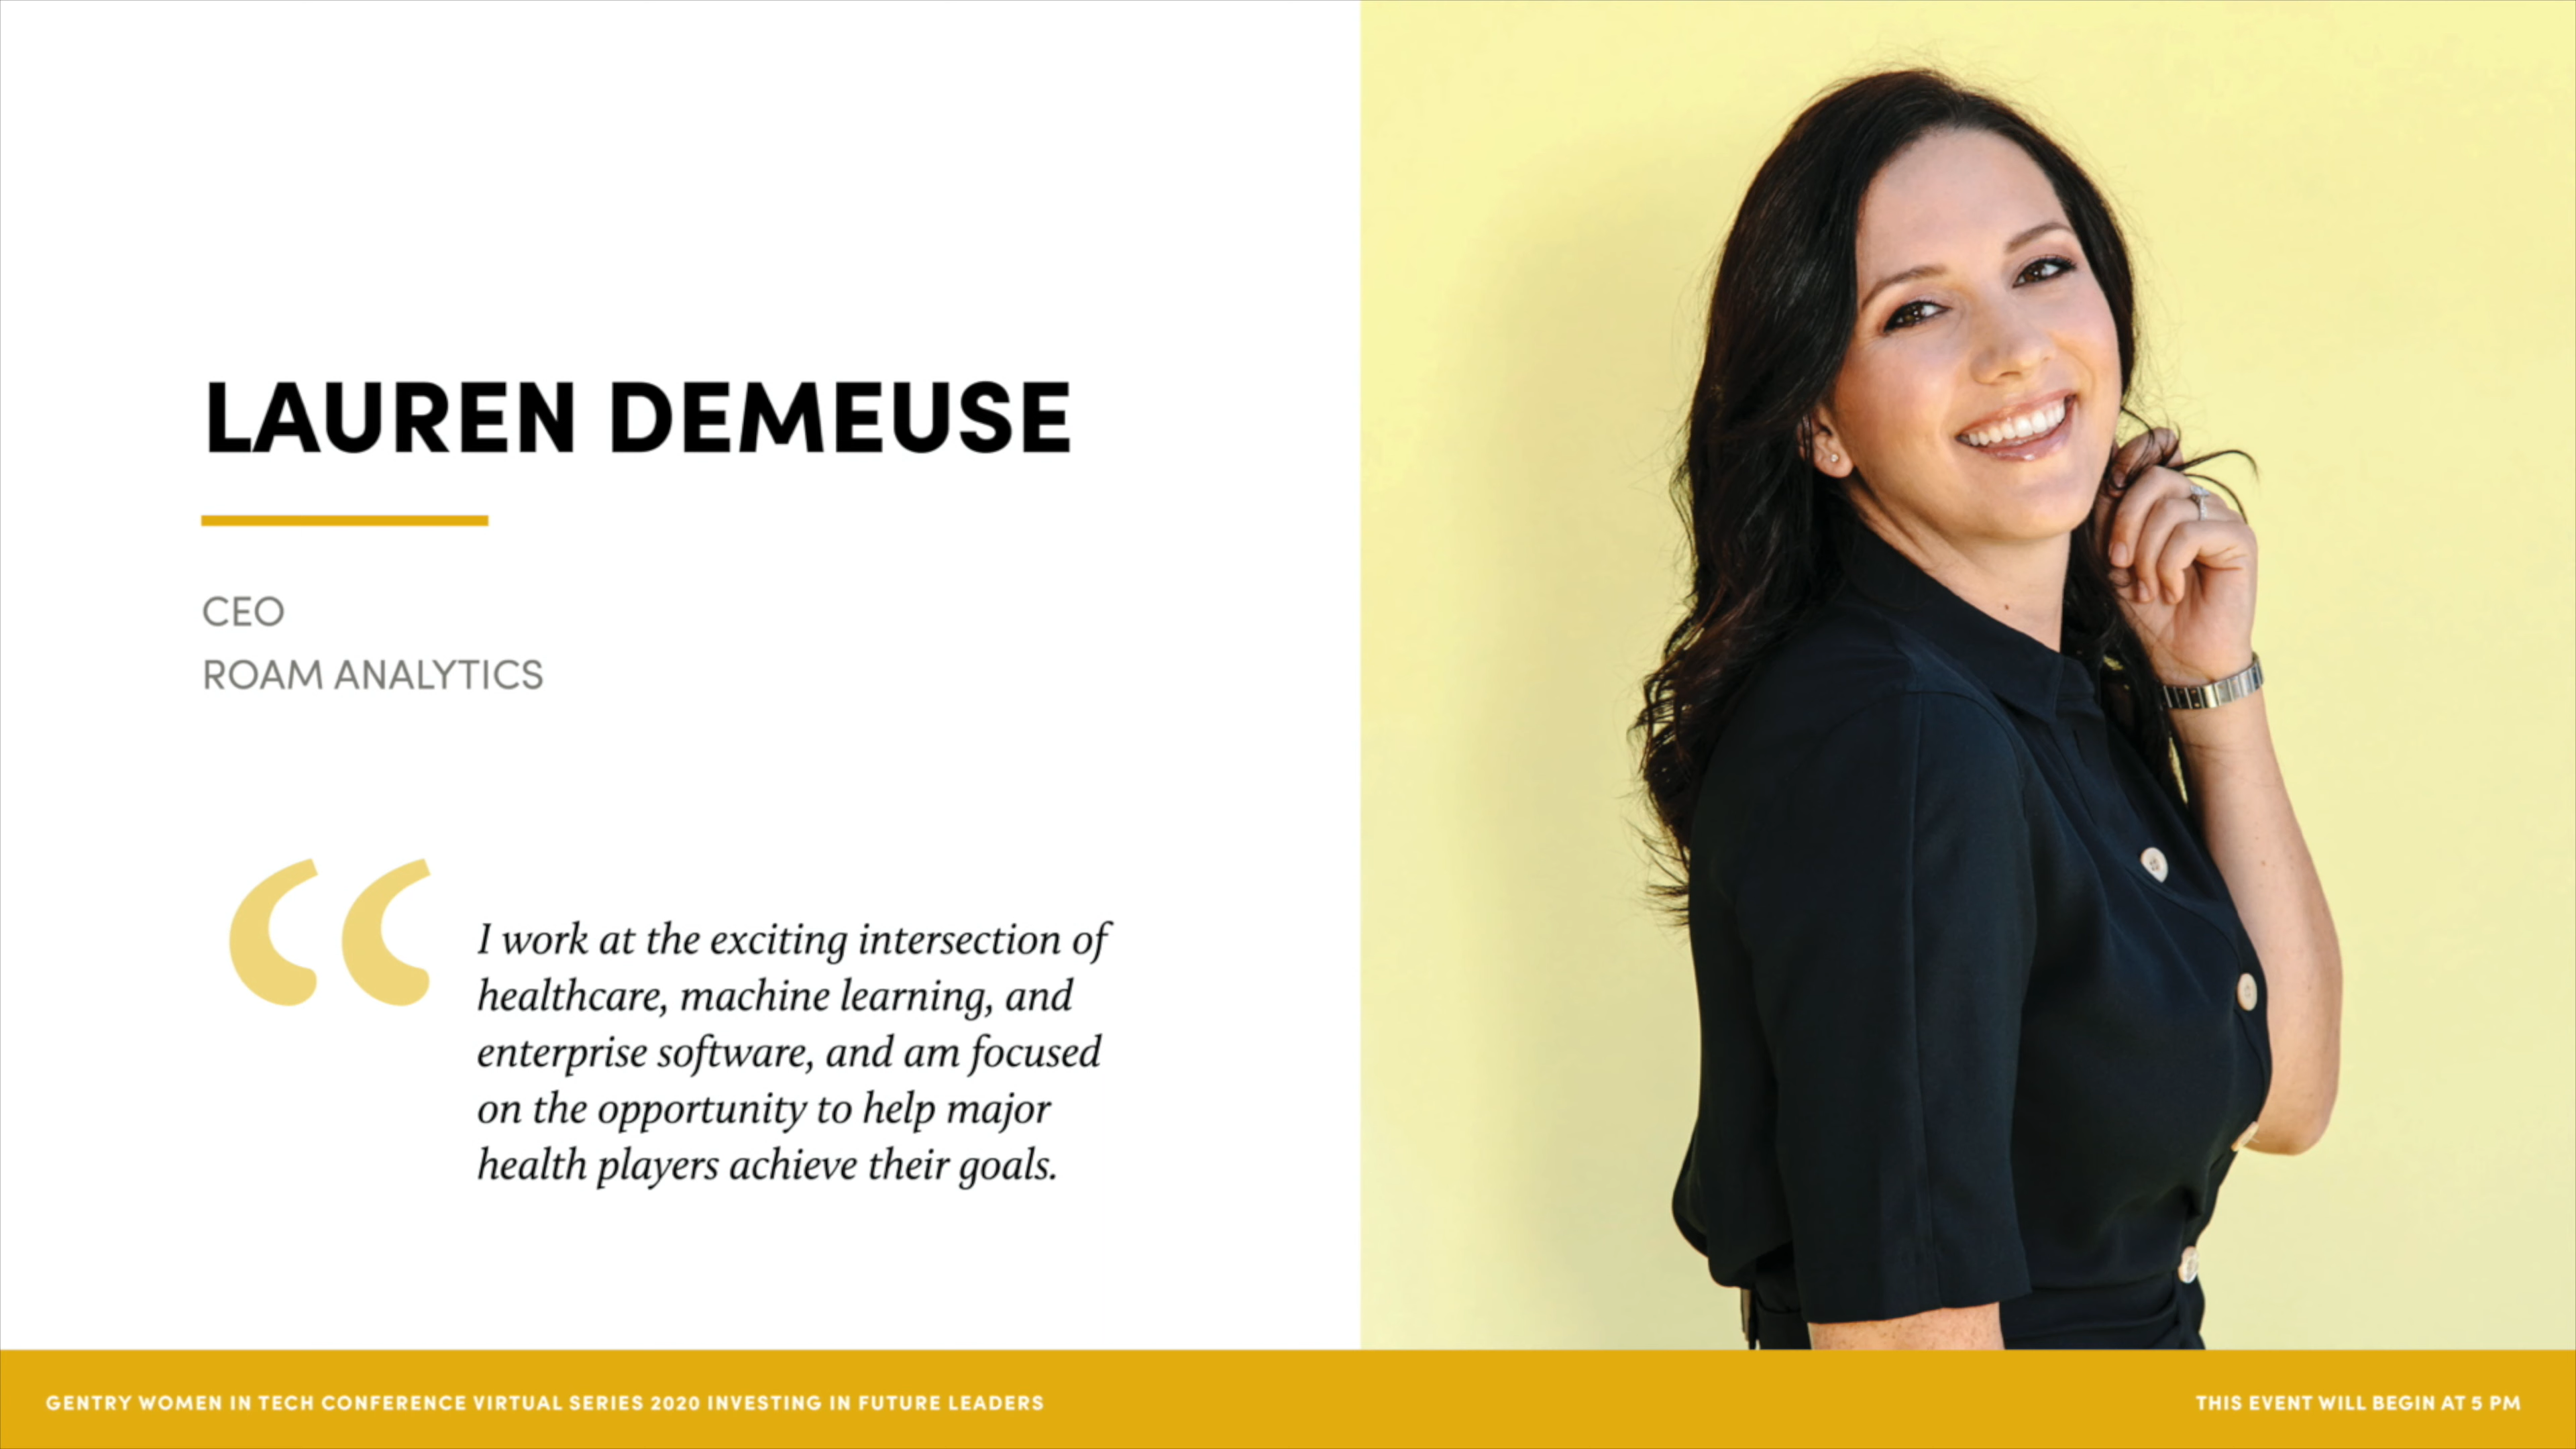 LAUREN DEMEUSE
CEO
ROAM ANALYTICS
“
I work at the exciting intersection of
healthcare, machine learning, and
enterprise software, and am focused
on the opportunity to help major
health players achieve their goals.
GENTRY WOMEN IN TECH CONFERENCE VIRTUAL SERIES 2020 INVESTING IN FUTURE LEADERS
THIS EVENT WILL BEGIN AT 5 PM